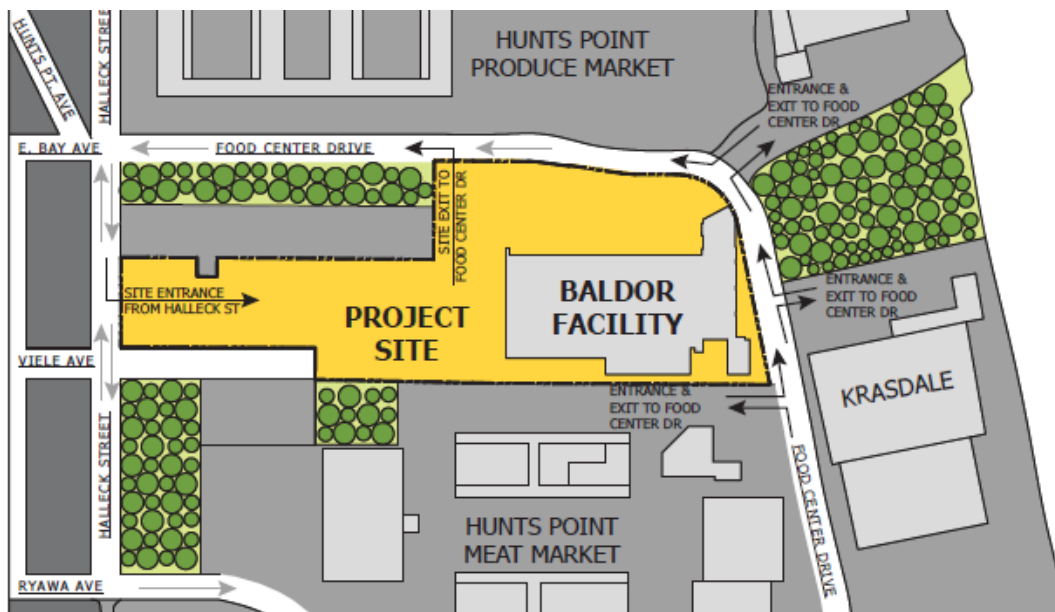 HUNTS PT. AVE
HALLECK STREET
HUNTS POINT
PRODUCE MARKET
ENTRANCE &
EXIT TO FOOD
CENTER DR
E. BAY AVE
FOOD CENTER DRIVE
SITE EXIT TO
FOOD CENTER DR
SITE ENTRANCE
FROM HALLECK ST
PROJECT
SITE
BALDOR
FACILITY
ENTRANCE &
EXIT TO FOOD
CENTER DR
VIELE AVE
KRASDALE
ENTRANCE &
EXIT TO FOOD
CENTER DR
HALLECK STREET
FOOD CENTER DRIVE
HUNTS POINT
MEAT MARKET
RYAWA AVE